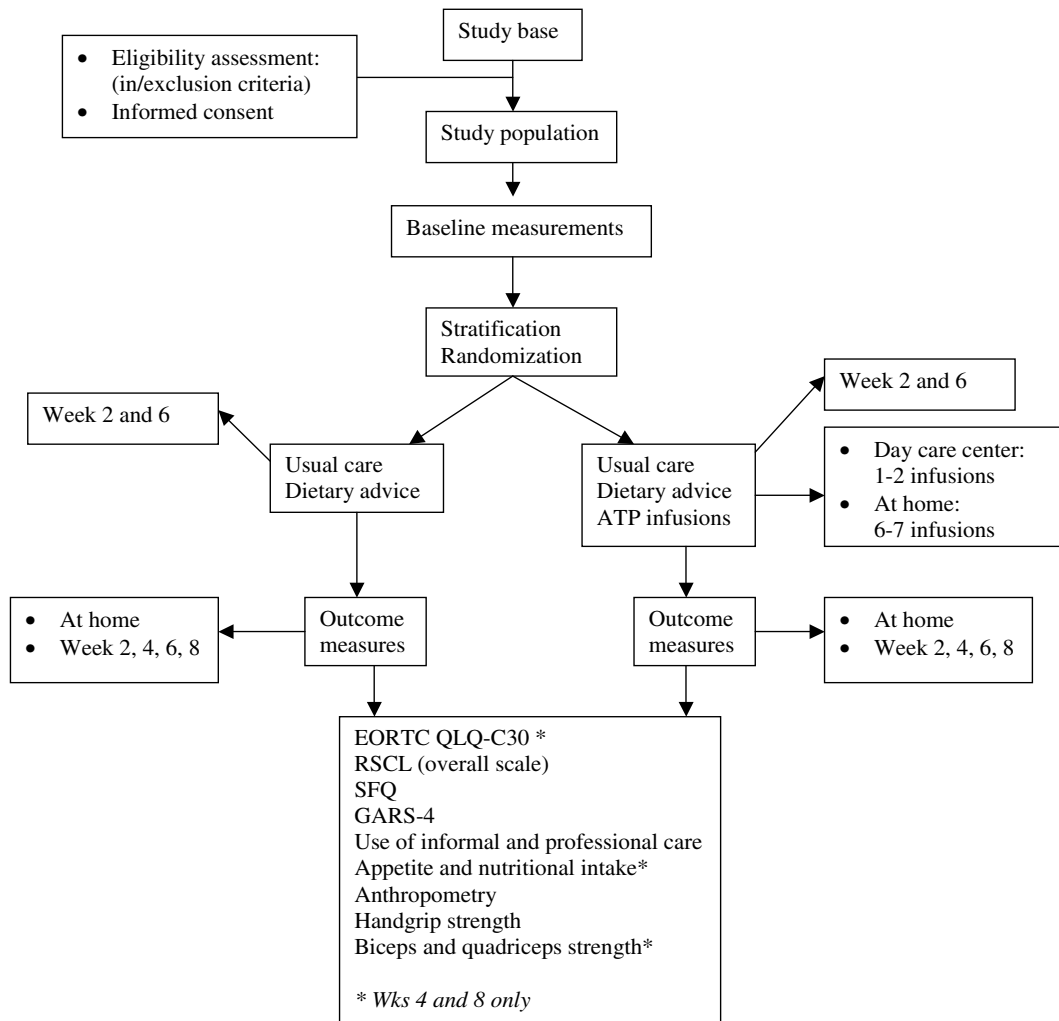 Study base
• Eligibility assessment:
(in/exclusion criteria)
• Informed consent
Study population
Baseline measurements
Stratification
Randomization
Week 2 and 6
Week 2 and 6
Usual care
Dietary advice
Usual care
Dietary advice
ATP infusions
• Day care center:
1-2 infusions
• At home:
6-7 infusions
• At home
• Week 2, 4, 6, 8
Outcome
measures
Outcome
measures
• At home
• Week 2, 4, 6, 8
EORTC QLQ-C30 *
RSCL (overall scale)
SFQ
GARS-4
Use of informal and professional care
Appetite and nutritional intake*
Anthropometry
Handgrip strength
Biceps and quadriceps strength*
* Wks 4 and 8 only